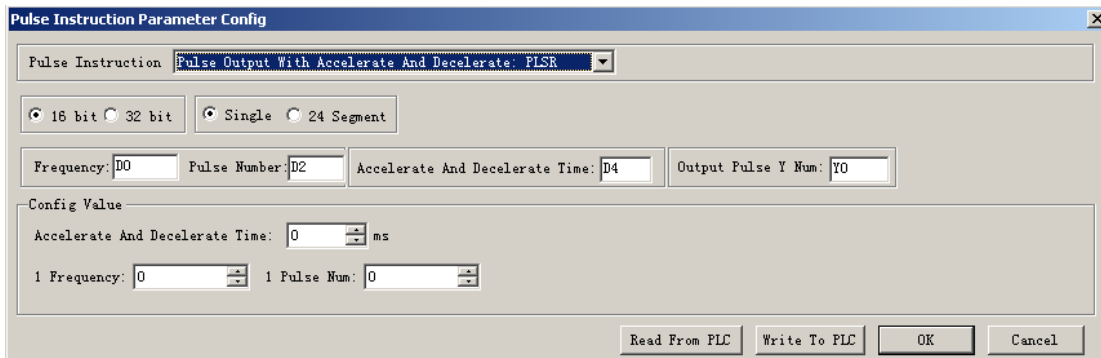 Pulse Instruction Parameter Config
Pulse Instruction Pulse Output With Accelerate And Decelerate: PLSR
16 bit 32 bit Single 24 Segment
Frequency: D0 Pulse Number: D2 Accelerate And Decelerate Time: D4 Output Pulse Y Num: Y0
Config Value
Accelerate And Decelerate Time: 0 ms
1 Frequency: 0 1 Pulse Num: 0
Read From PLC Write To PLC OK Cancel